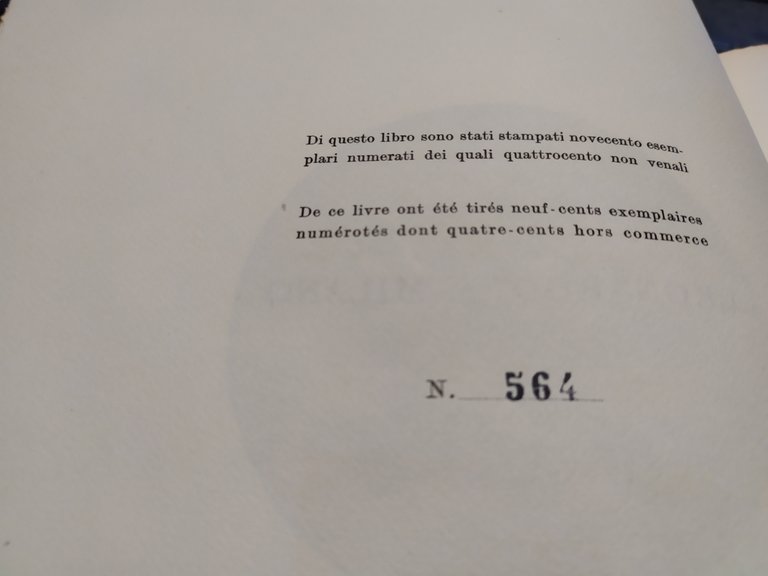 Di questo libro sono stati stampati novecento esem-
plari numerati dei quali quattrocento non venali
De ce livre ont été tirés neuf-cents exemplaires
numérotés dont quatre-cents hors commerce
N. 564